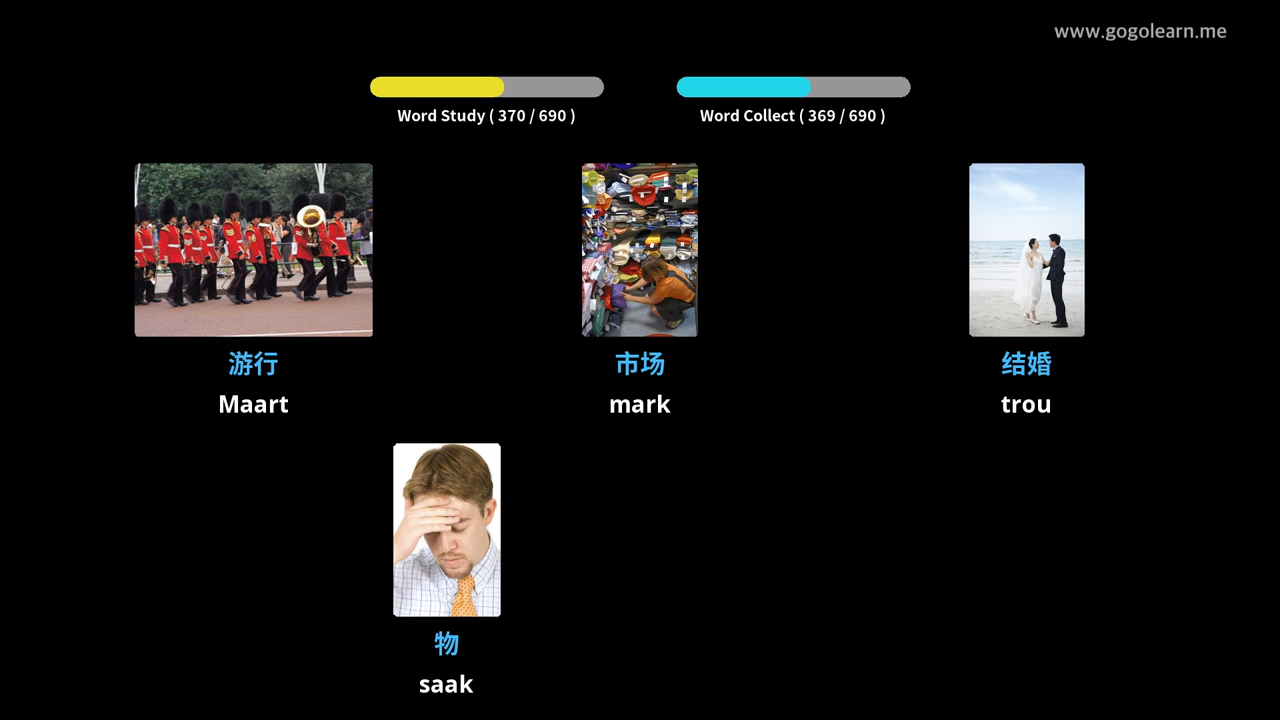 www.gogolearn.me
Word Study ( 370 / 690 )
Word Collect ( 369 / 690 )
游行
Maart
市场
mark
结婚
trou
物
saak